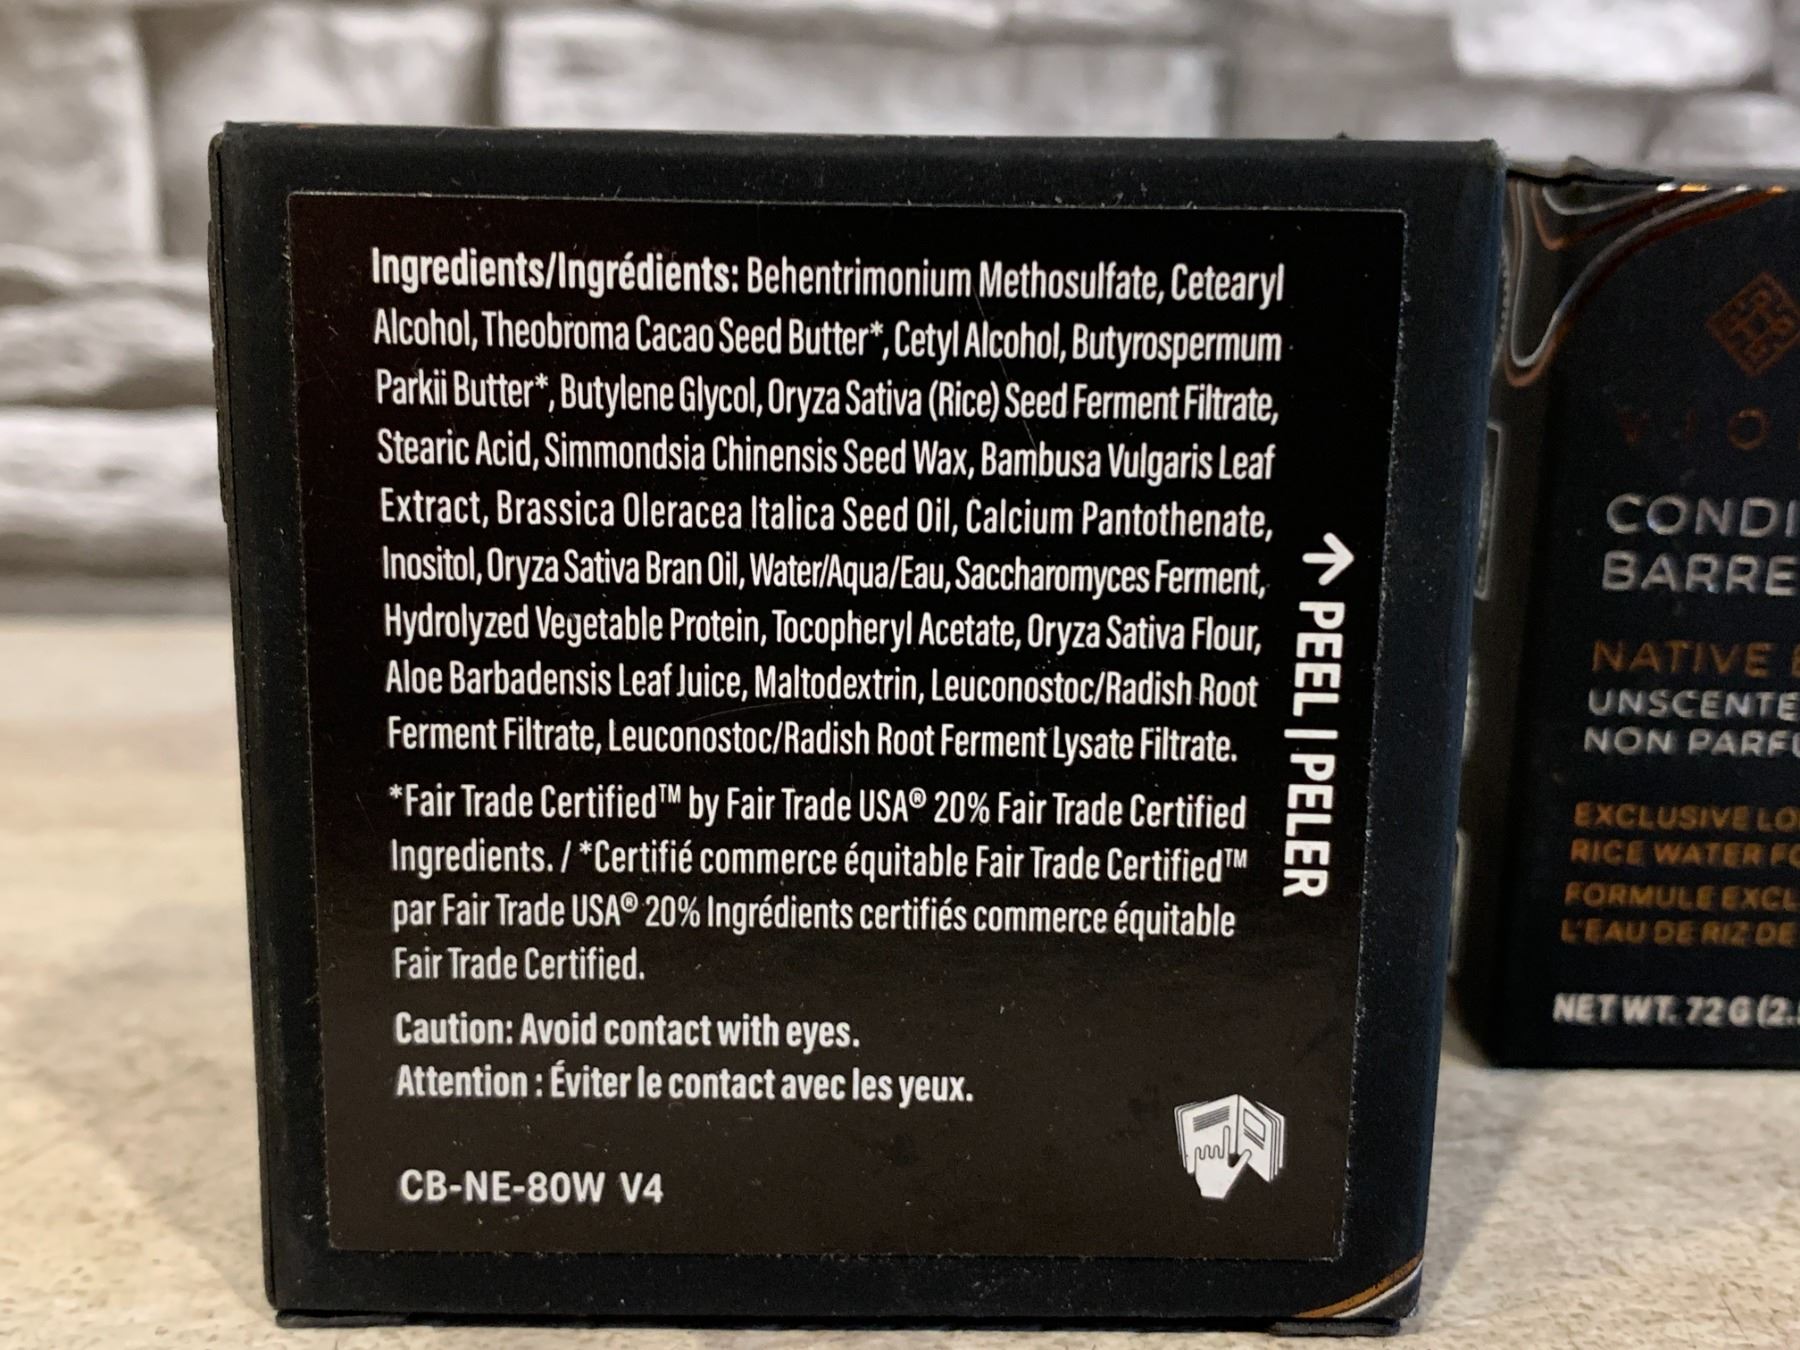 Ingredients/Ingrédients: Behentrimonium Methosulfate, Cetearyl
Alcohol, Theobroma Cacao Seed Butter*, Cetyl Alcohol, Butyrospermum
Parkii Butter*, Butylene Glycol, Oryza Sativa (Rice) Seed Ferment Filtrate,
Stearic Acid, Simmondsia Chinensis Seed Wax, Bambusa Vulgaris Leaf
Extract, Brassica Oleracea Italica Seed Oil, Calcium Pantothenate,
Inositol, Oryza Sativa Bran Oil, Water/Aqua/Eau, Saccharomyces Ferment,
Hydrolyzed Vegetable Protein, Tocopheryl Acetate, Oryza Sativa Flour,
Aloe Barbadensis Leaf Juice, Maltodextrin, Leuconostoc/Radish Root
Ferment Filtrate, Leuconostoc/Radish Root Ferment Lysate Filtrate.
*Fair Trade Certified™ by Fair Trade USA® 20% Fair Trade Certified
Ingredients. / *Certifié commerce équitable Fair Trade Certified™
par Fair Trade USA® 20% Ingrédients certifiés commerce équitable
Fair Trade Certified.
Caution: Avoid contact with eyes.
Attention : Éviter le contact avec les yeux.
CB-NE-80W V4
PEEL | PELER
CONDI
BARRE
NATIVE
UNSCENTE
NON PARFU
EXCLUSIVE LO
RICE WATER FO
FORMULE EXCL
L'EAU DE RIZ DE
NET WT. 72 G (2.